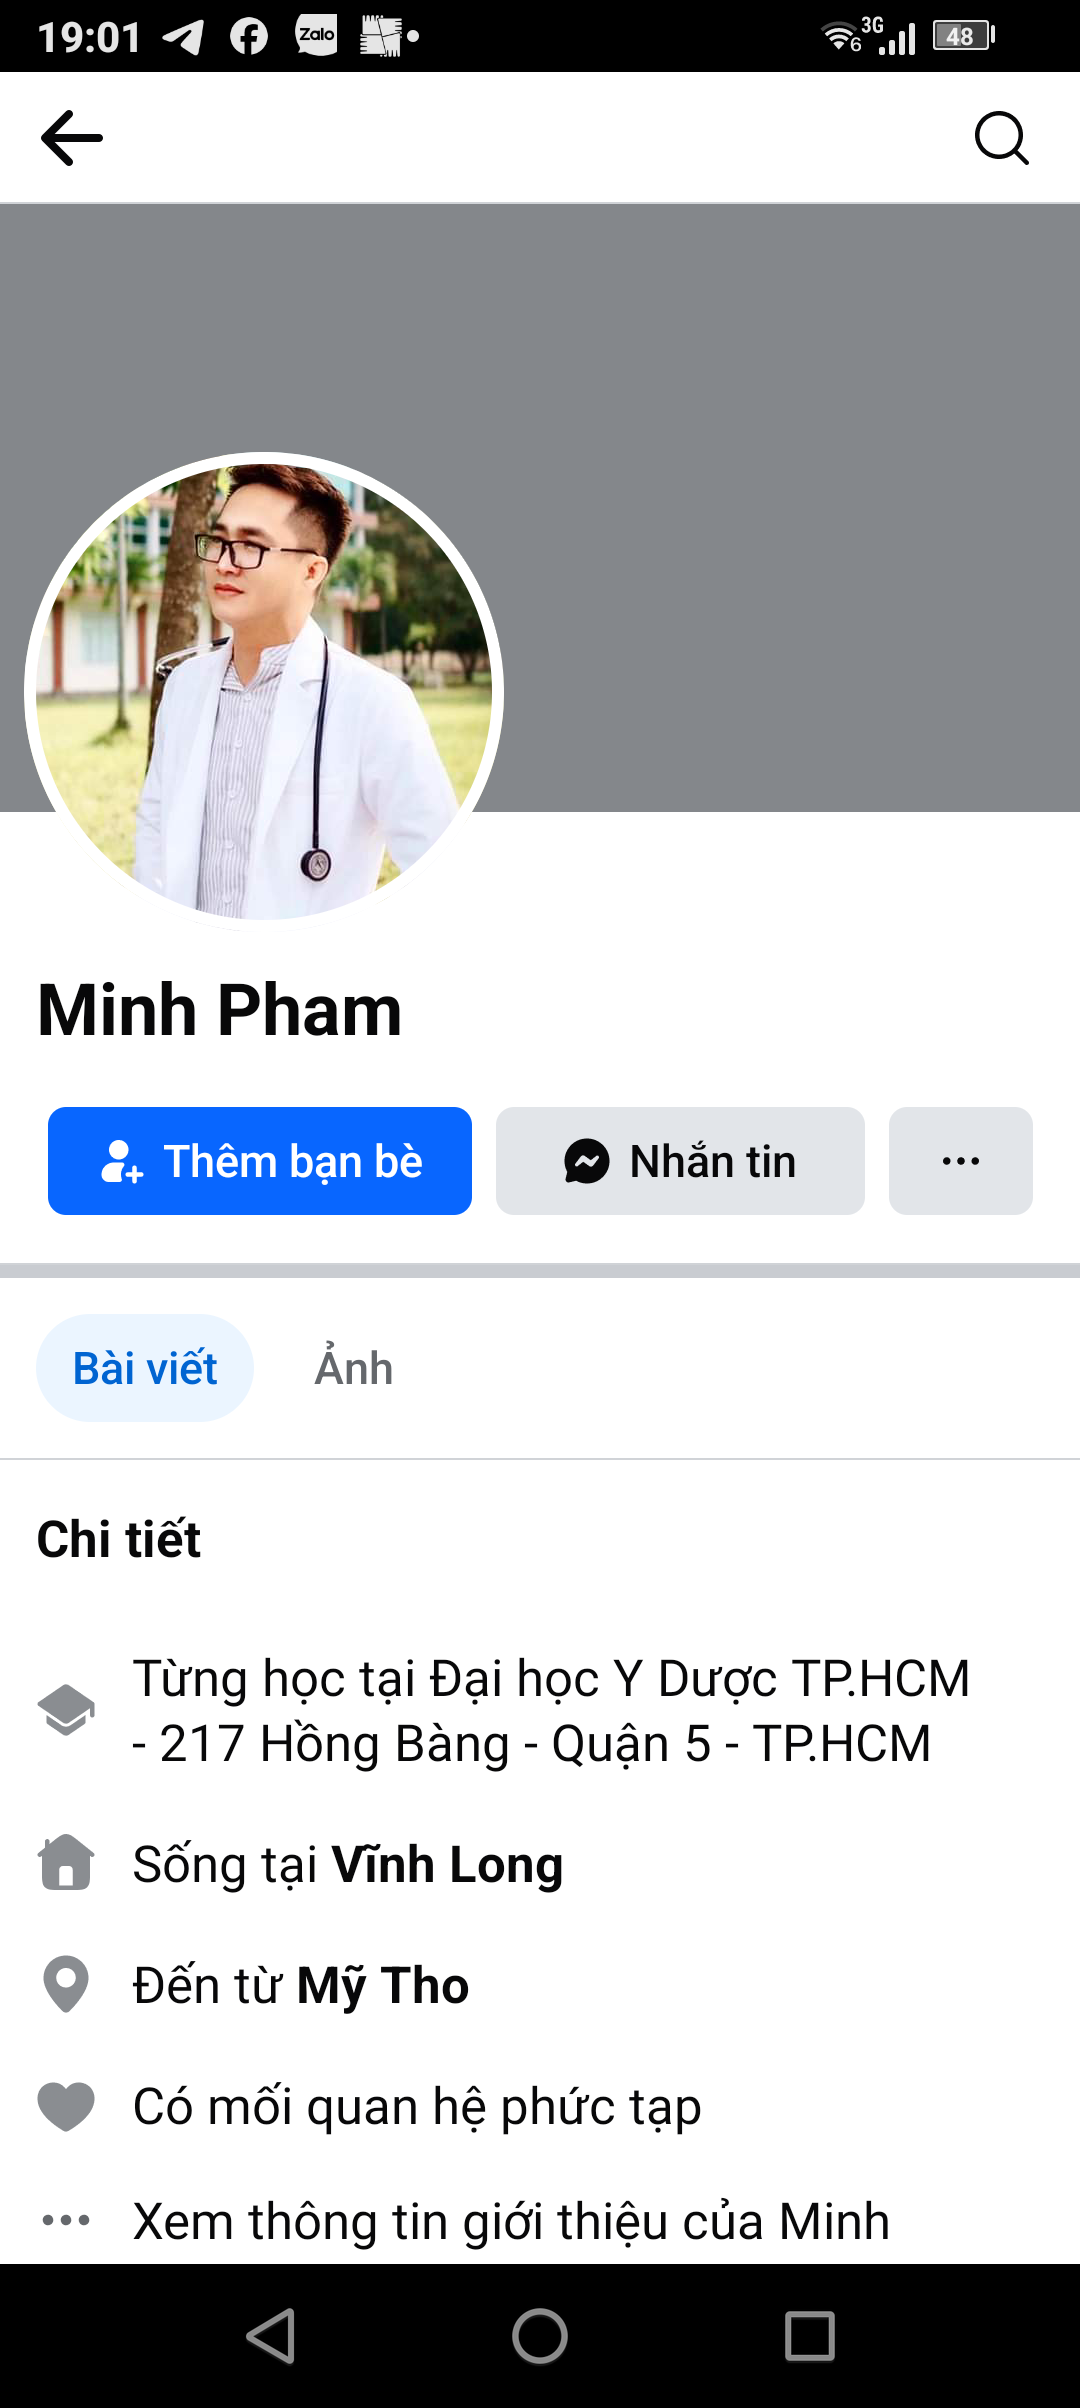 19:01 Zalo 6 3G 48
Minh Pham
Thêm bạn bè Nhắn tin
Bài viết Ảnh
Chi tiết
Từng học tại Đại học Y Dược TP.HCM
- 217 Hồng Bàng - Quận 5 - TP.HCM
Sống tại Vĩnh Long
Đến từ Mỹ Tho
Có mối quan hệ phức tạp
Xem thông tin giới thiệu của Minh